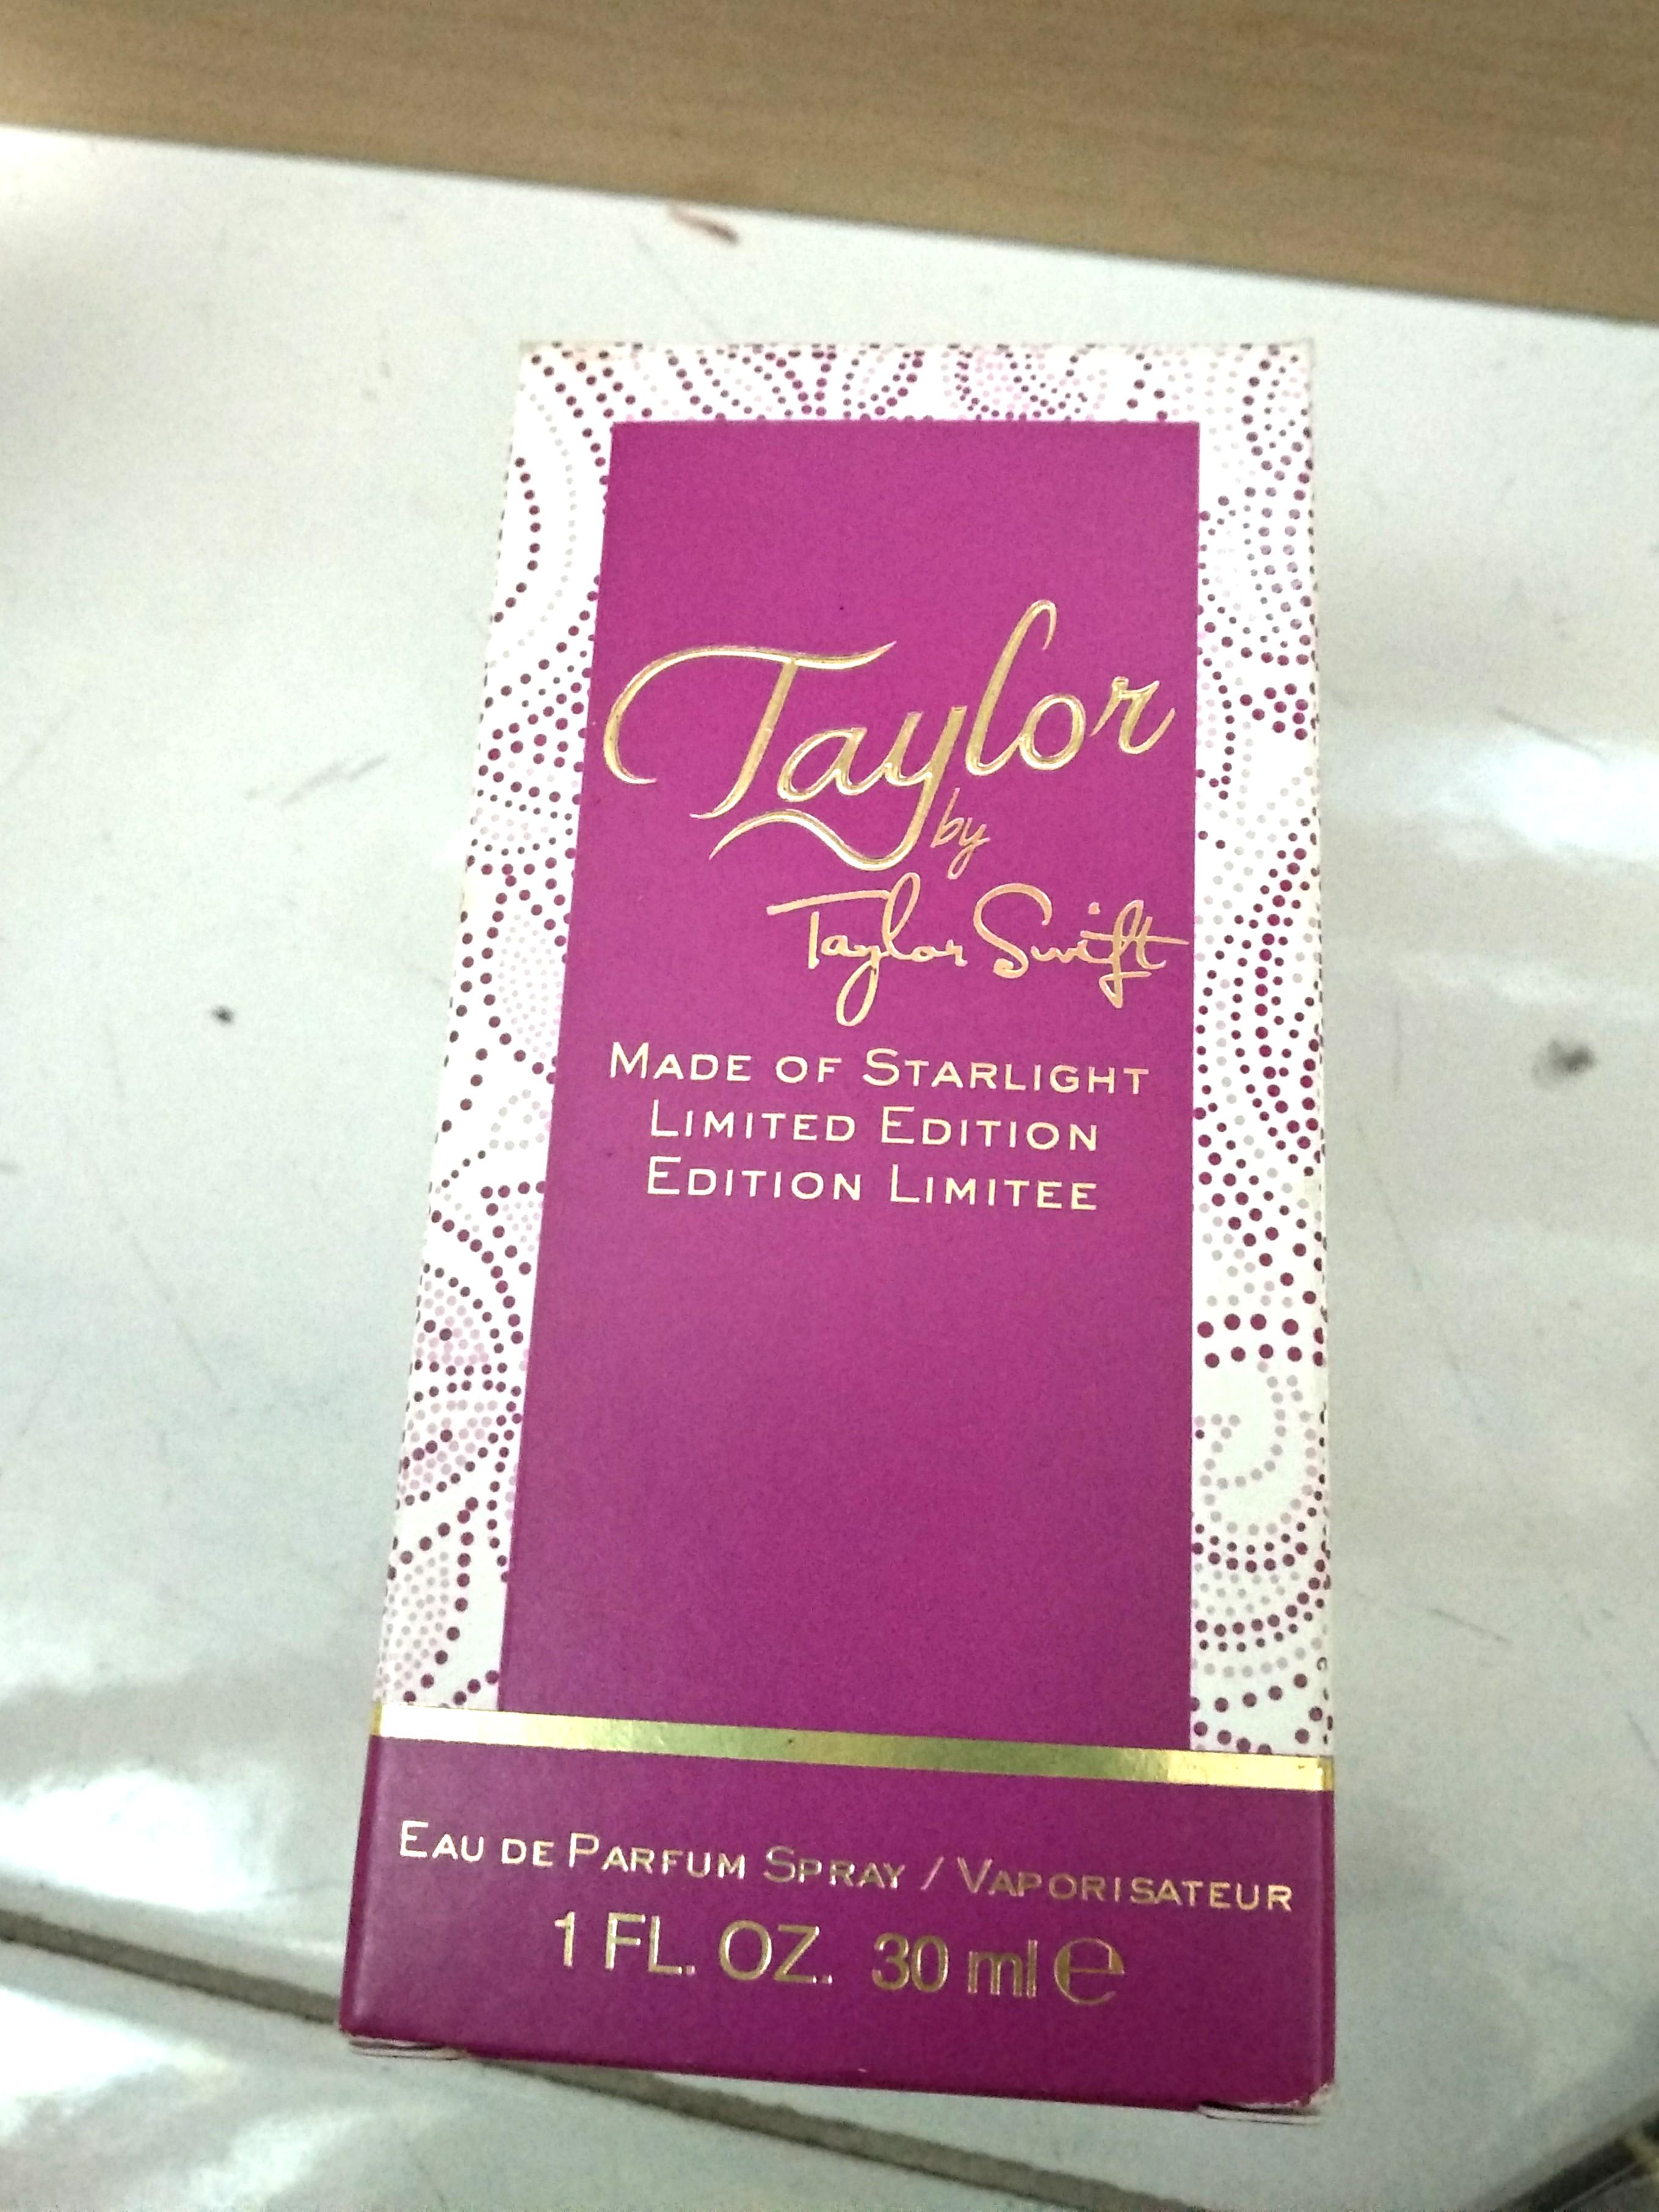 Taylor
by
Taylor Swift
MADE OF STARLIGHT
LIMITED EDITION
EDITION LIMITEE
EAU DE PARFUM SPRAY / VAPORISATEUR
1 FL. OZ. 30 ml ℮